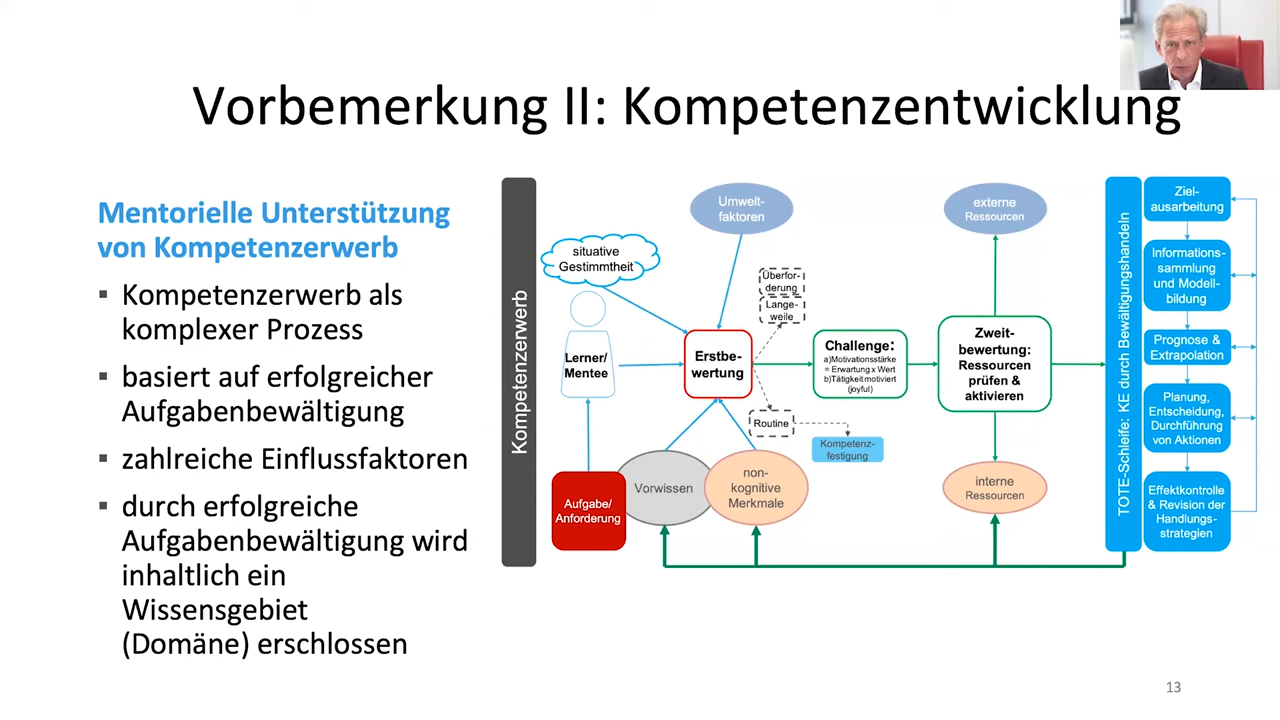 Vorbemerkung II: Kompetenzentwicklung
Mentorielle Unterstützung
von Kompetenzerwerb
▪ Kompetenzerwerb als
komplexer Prozess
▪ basiert auf erfolgreicher
Aufgabenbewältigung
▪ zahlreiche Einflussfaktoren
▪ durch erfolgreiche
Aufgabenbewältigung wird
inhaltlich ein
Wissensgebiet
(Domäne) erschlossen
Kompetenzerwerb
situative
Gestimmtheit
Lerner/
Mentee
Aufgabe/
Anforderung
Umwelt-
faktoren
Erstbe-
wertung
Vorwissen
non-
kognitive
Merkmale
Überfor-
derung
Lange-
weile
Routine
Kompetenz-
festigung
Challenge:
a)Motivationsstärke
= Erwartung x Wert
b)Tätigkeit motiviert
(joyful)
externe
Ressourcen
Zweit-
bewertung:
Ressourcen
prüfen &
aktivieren
interne
Ressourcen
TOTE-Schleife: KE durch Bewältigungshandeln
Ziel-
ausarbeitung
Informations-
sammlung
und Modell-
bildung
Prognose &
Extrapolation
Planung,
Entscheidung,
Durchführung
von Aktionen
Effektkontrolle
& Revision der
Handlungs-
strategien
13